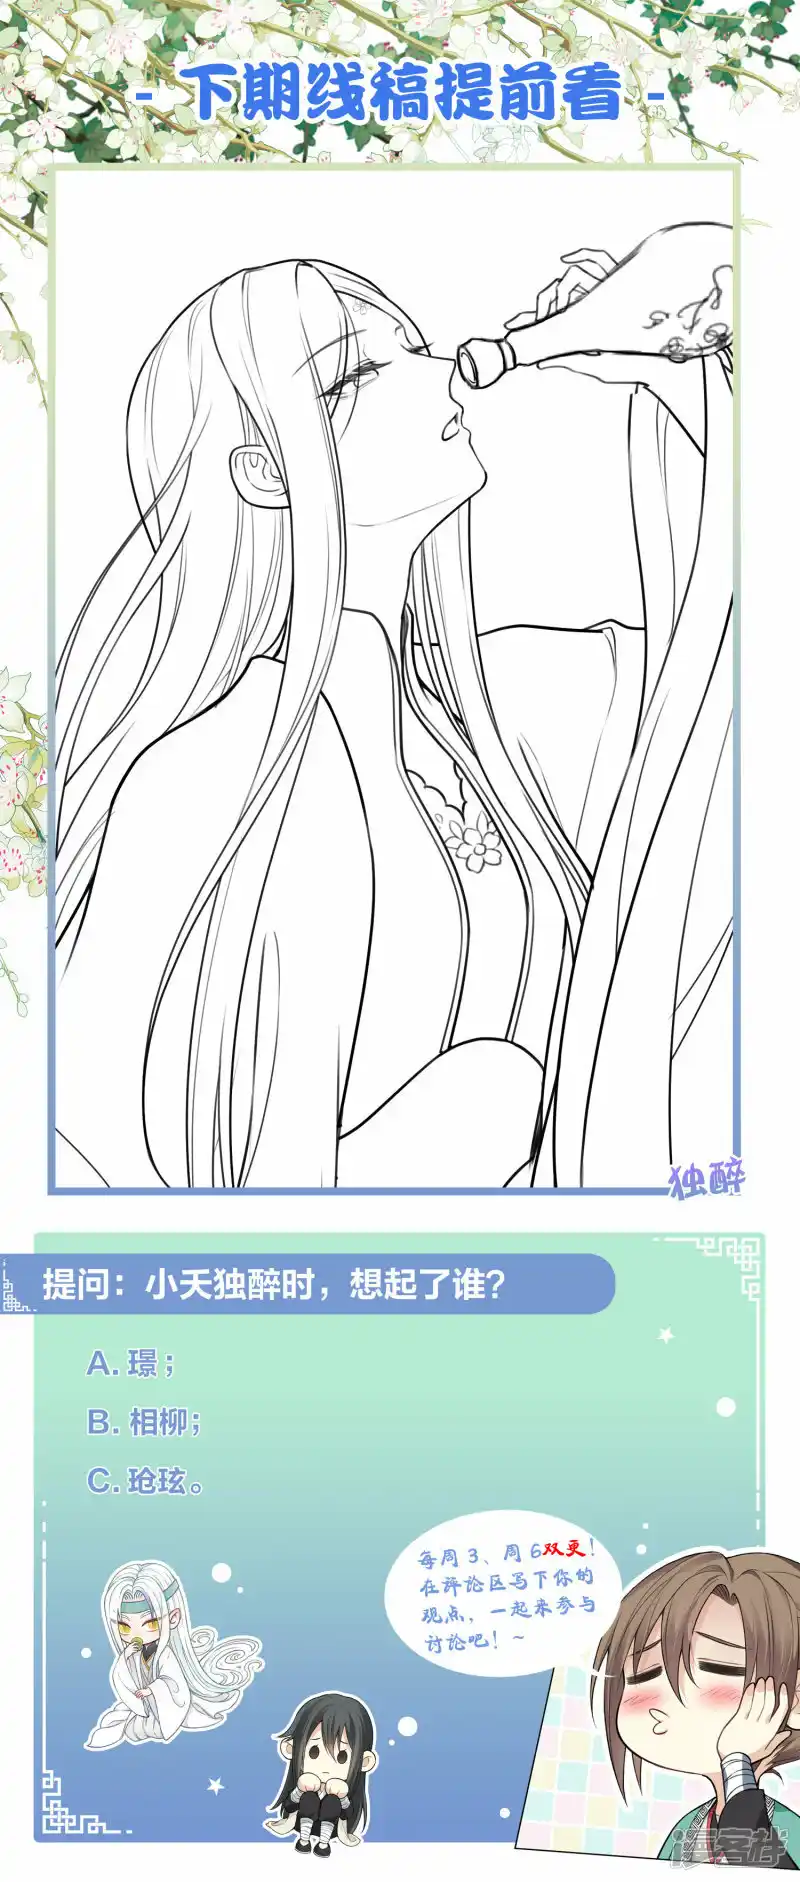 - 下期线稿提前看 -
独醉
提问：小夭独醉时，想起了谁？
A. 璟；
B. 相柳；
C. 玱玹。
每周 3、周 6双更！
在评论区写下你的
观点，一起来参与
讨论吧！~
漫客栈